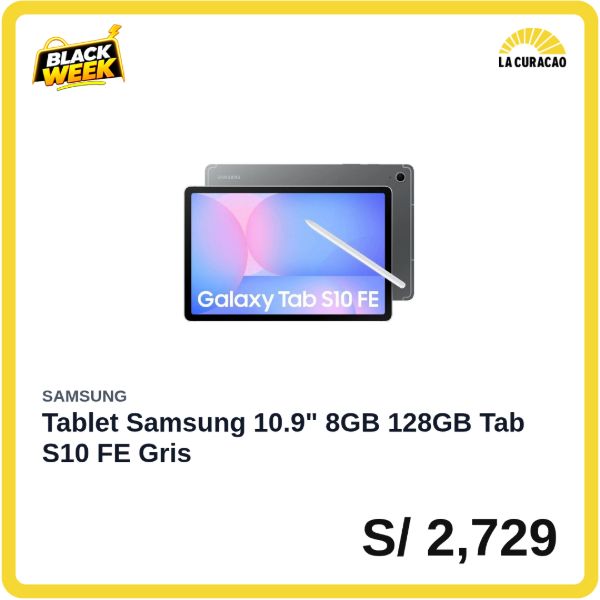 BLACK
WEEK
LA CURACAO
SAMSUNG
Galaxy Tab S10 FE
SAMSUNG
Tablet Samsung 10.9" 8GB 128GB Tab
S10 FE Gris
S/ 2,729